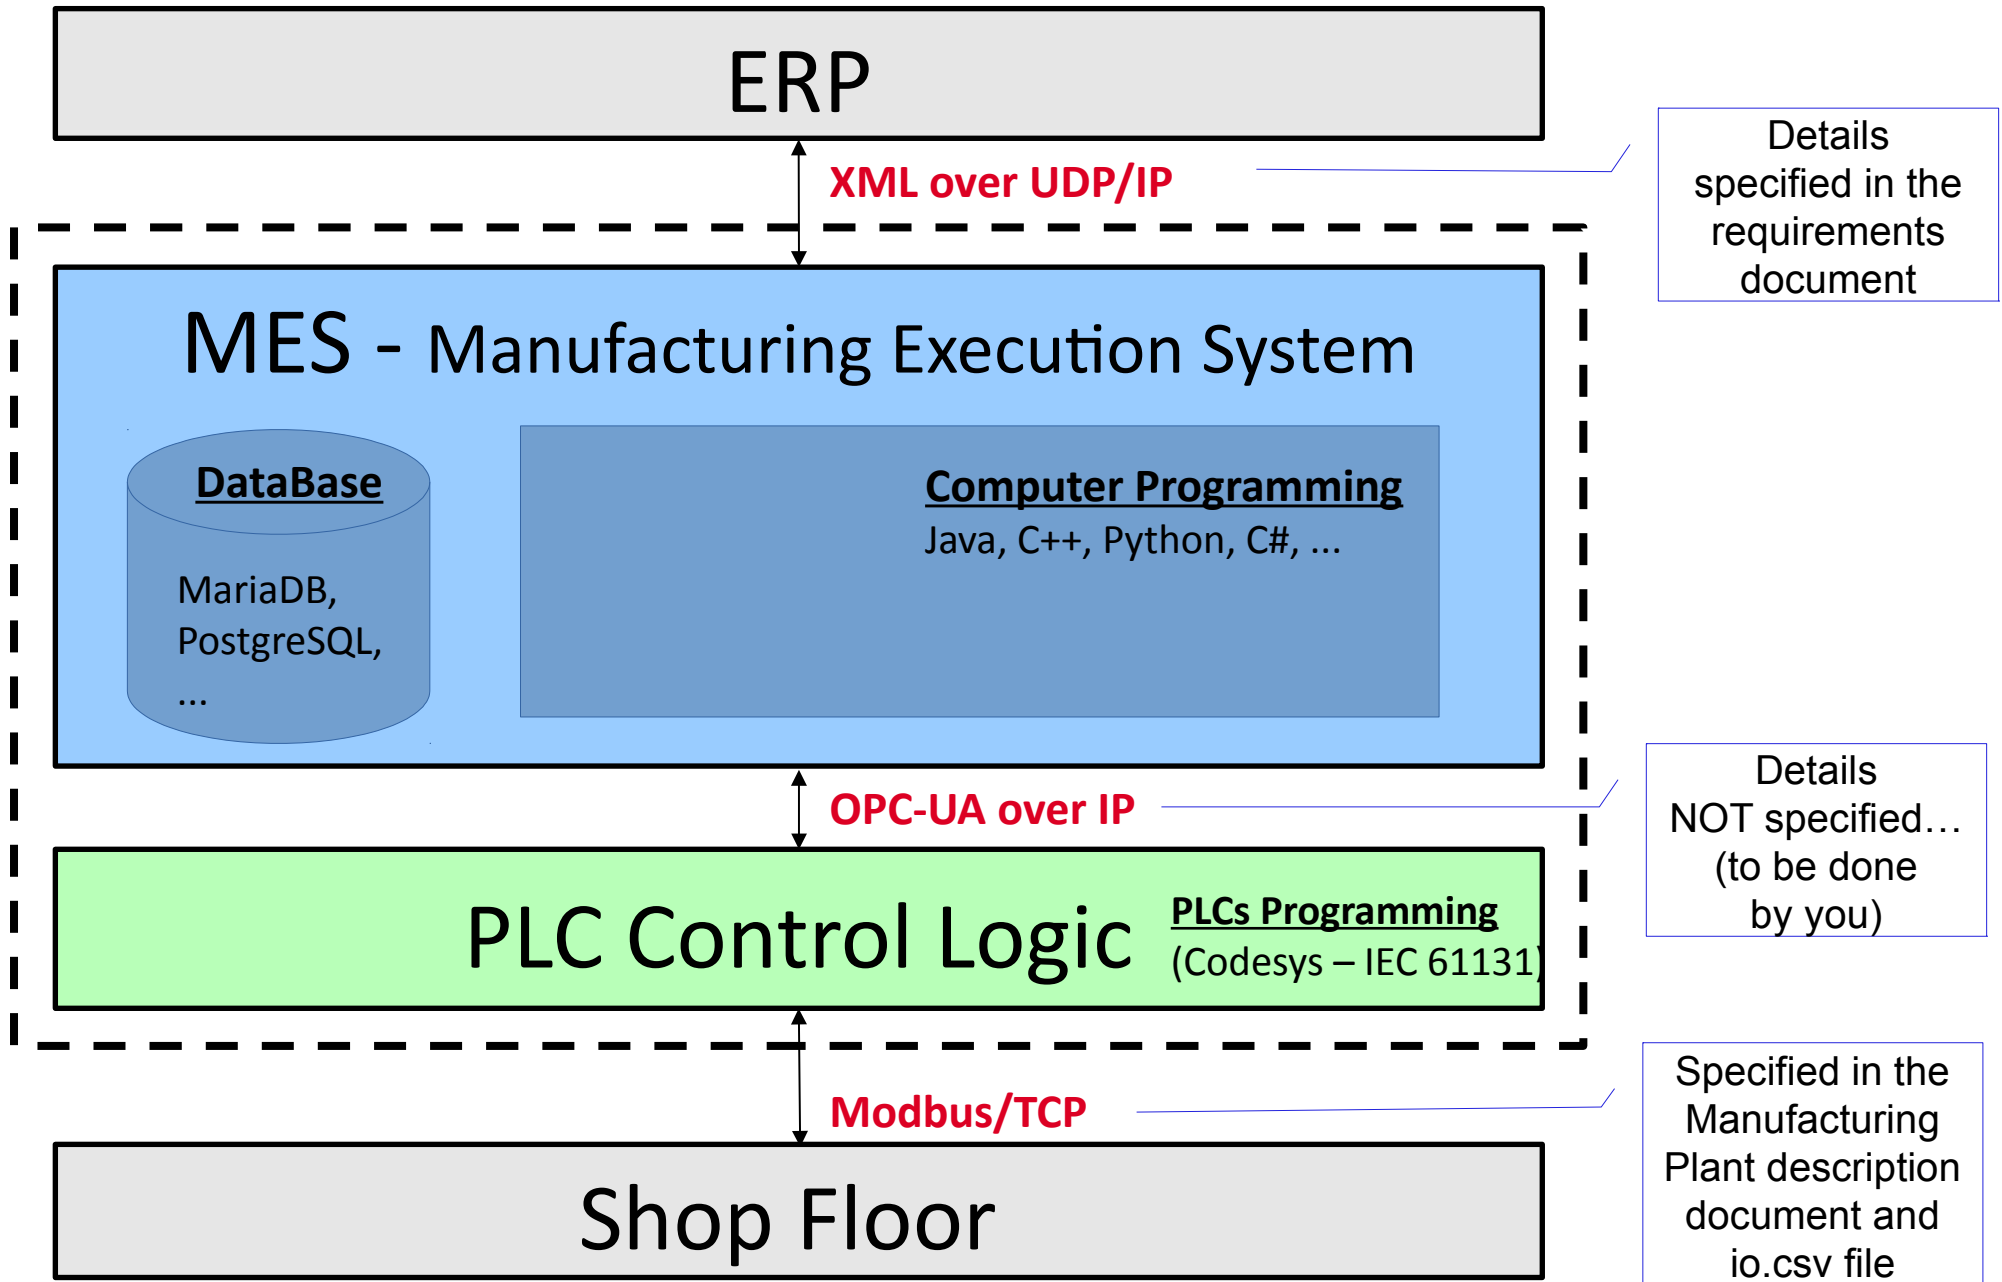 ERP
XML over UDP/IP
Details
specified in the
requirements
document
MES - Manufacturing Execution System
DataBase
MariaDB,
PostgreSQL,
...
Computer Programming
Java, C++, Python, C#, ...
OPC-UA over IP
Details
NOT specified…
(to be done
by you)
PLC Control Logic
PLCs Programming
(Codesys – IEC 61131)
Modbus/TCP
Specified in the
Manufacturing
Plant description
document and
io.csv file
Shop Floor